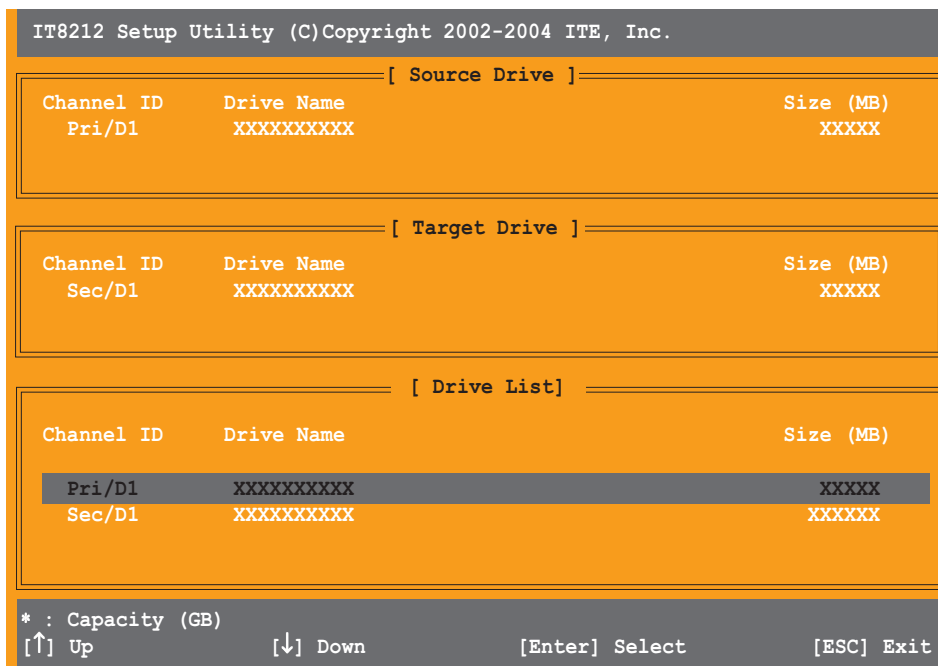 IT8212 Setup Utility (C)Copyright 2002-2004 ITE, Inc.
[ Source Drive ]
Channel ID Drive Name Size (MB)
Pri/D1 XXXXXXXXXX XXXXX
[ Target Drive ]
Channel ID Drive Name Size (MB)
Sec/D1 XXXXXXXXXX XXXXX
[ Drive List]
Channel ID Drive Name Size (MB)
Pri/D1 XXXXXXXXXX XXXXX
Sec/D1 XXXXXXXXXX XXXXXX
* : Capacity (GB)
[↑] Up [↓] Down [Enter] Select [ESC] Exit